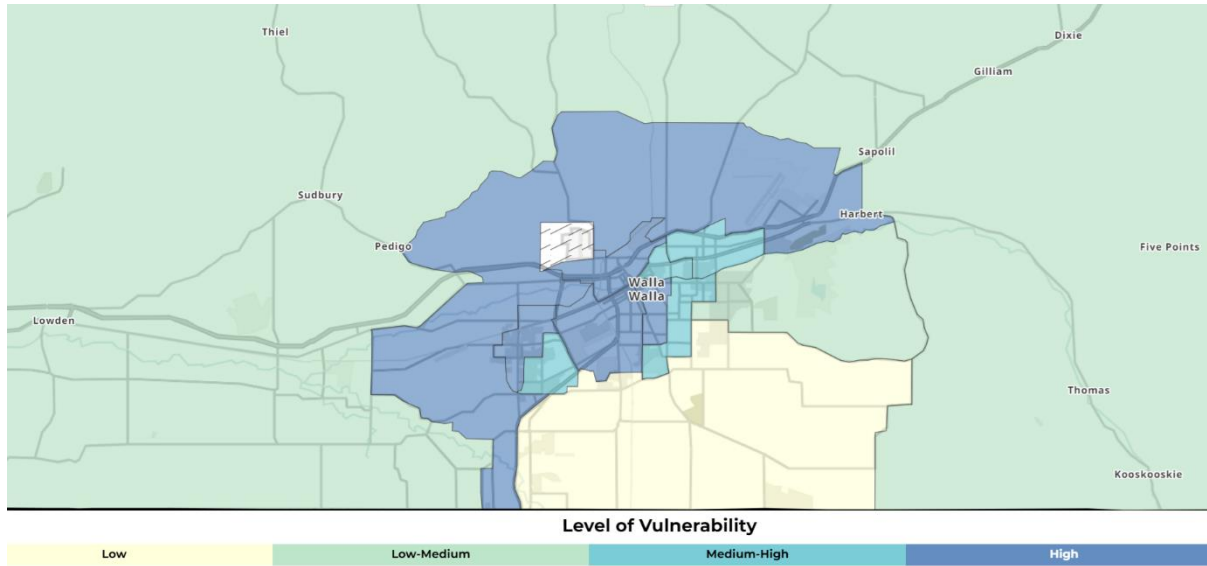 Thiel
Dixie
Gilliam
Sapolil
Sudbury
Harbert
Pedigo
Five Points
Walla
Walla
Lowden
Thomas
Kooskooskie
Level of Vulnerability
Low
Low-Medium
Medium-High
High